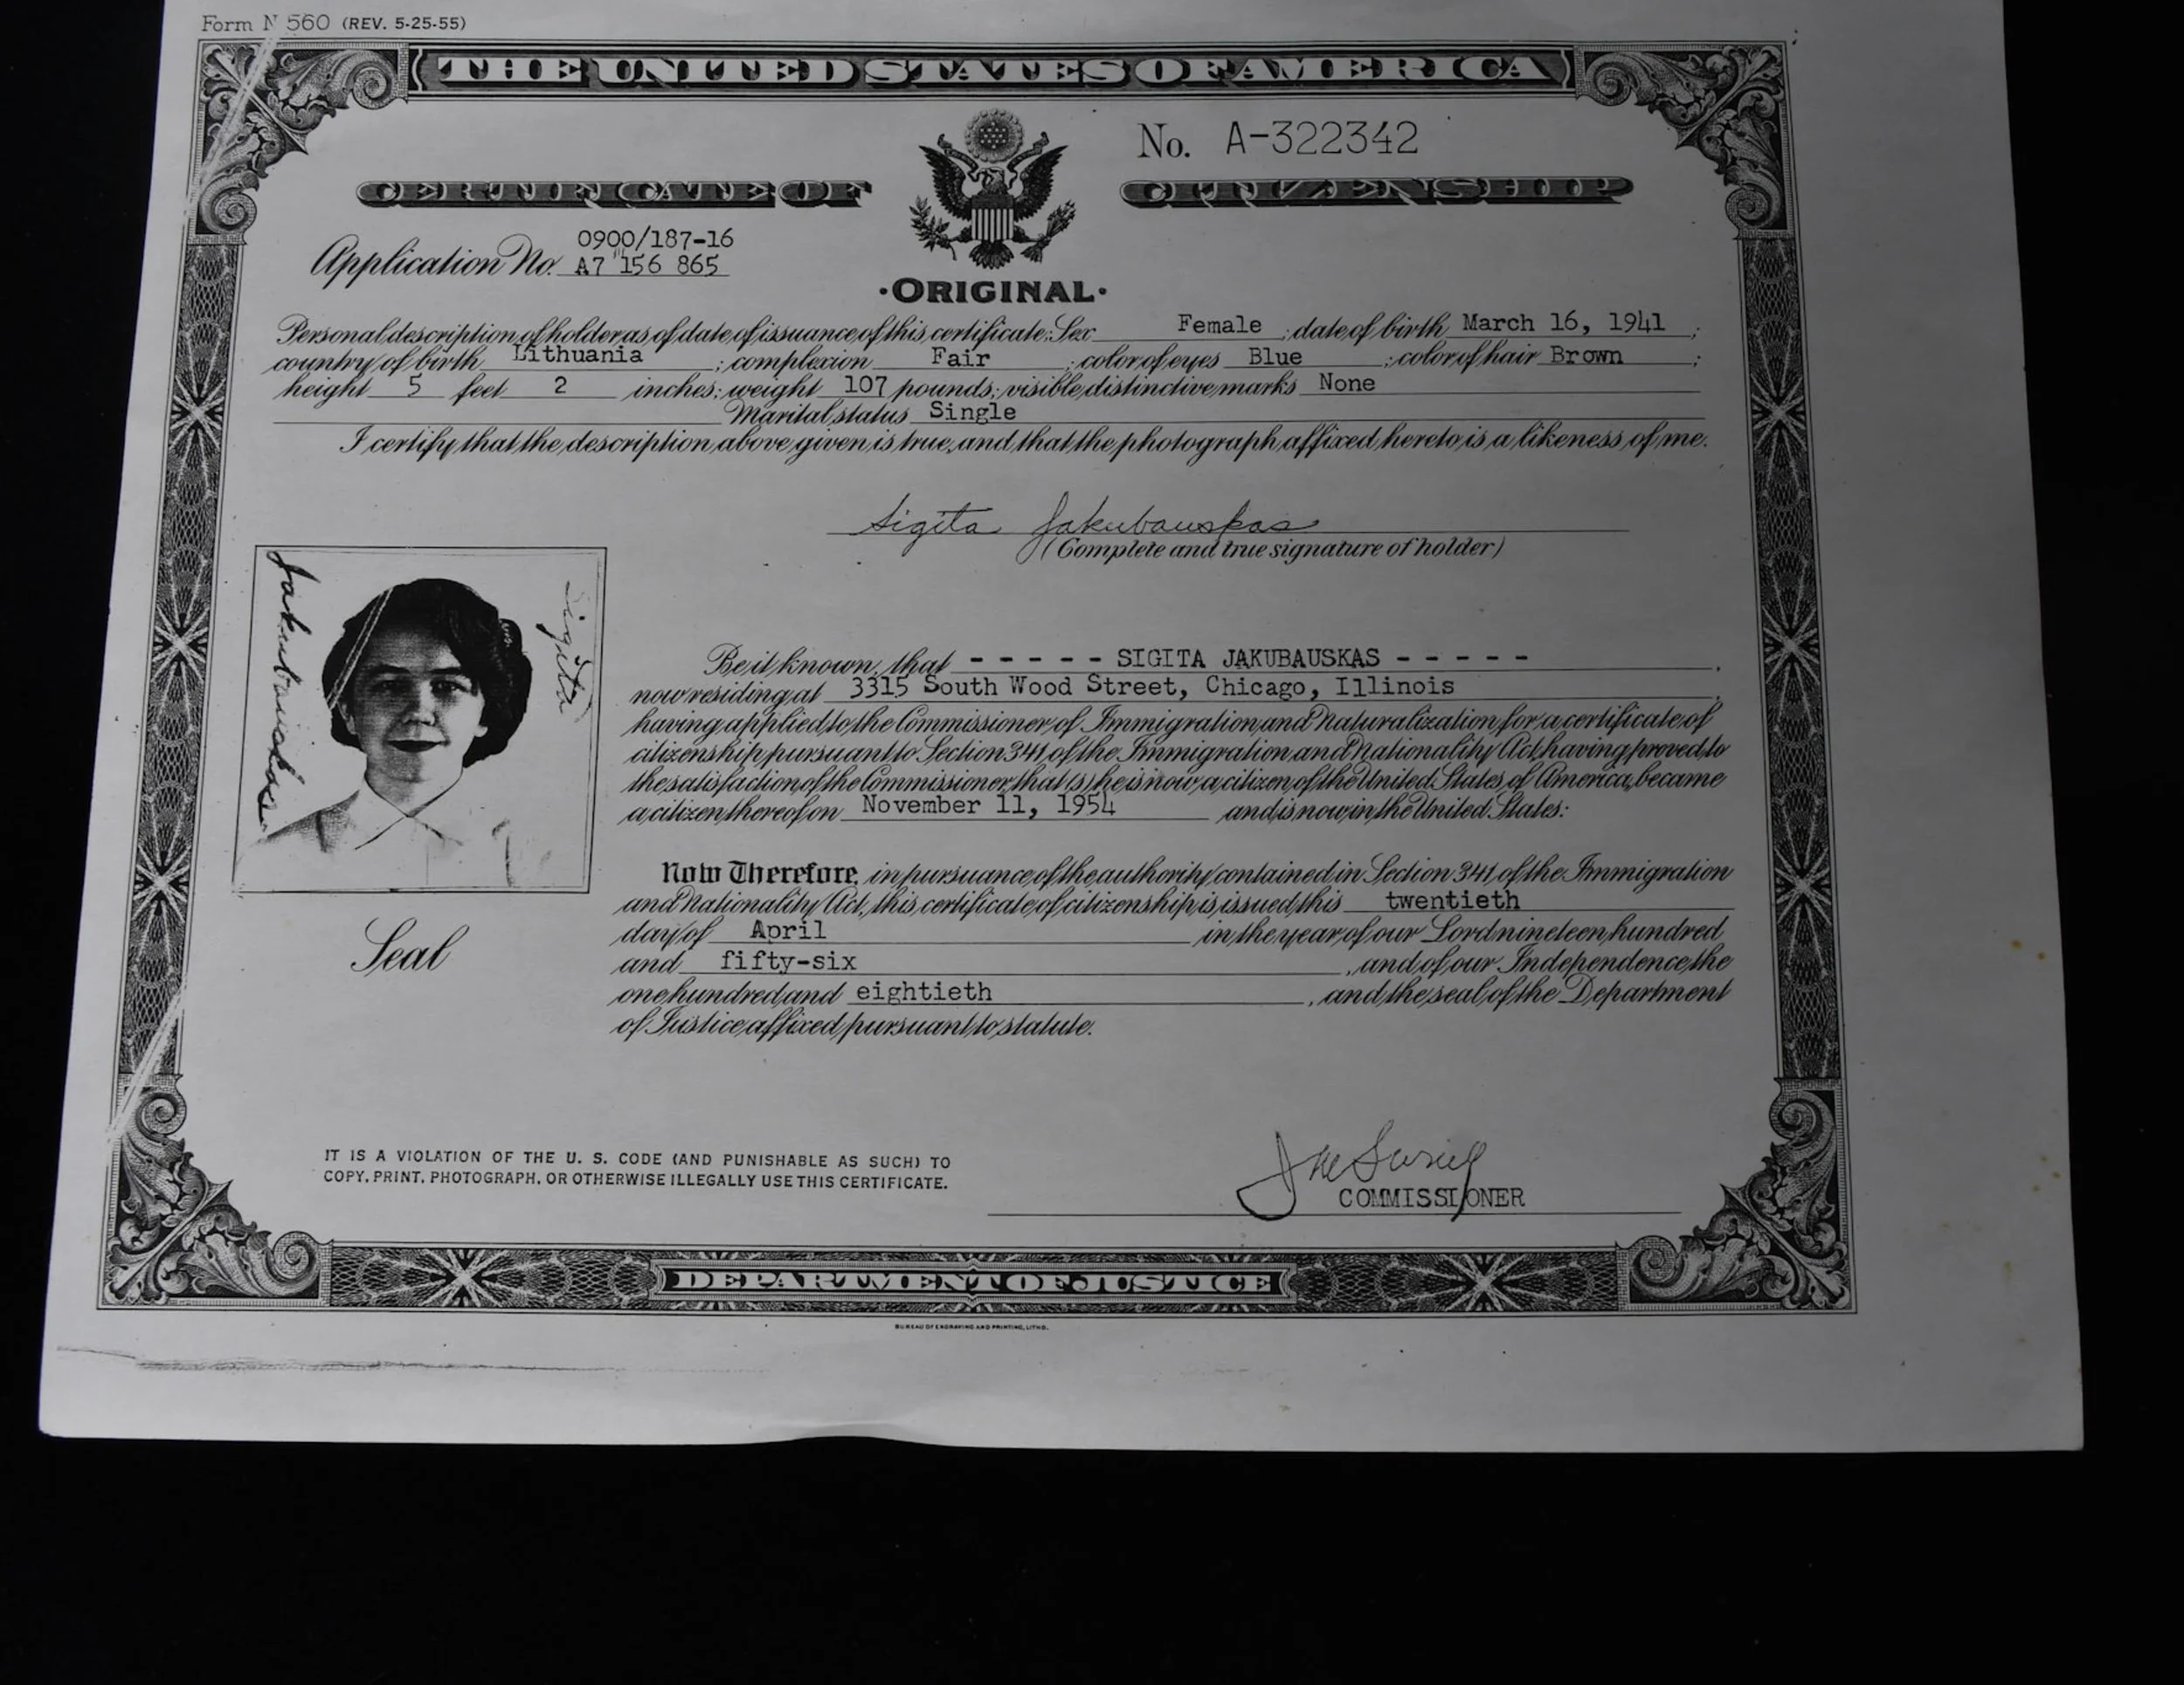 Form N 560 (REV. 5-25-55)
THE UNITED STATES OF AMERICA
No. A-322342
CERTIFICATE OF CITIZENSHIP
0900/187-16
Application No. A7 156 865
·ORIGINAL·
Personal description of holder as of date of issuance of this certificate: Sex Female ; date of birth March 16, 1941 ;
country of birth Lithuania ; complexion Fair ; color of eyes Blue ; color of hair Brown ;
height 5 feet 2 inches; weight 107 pounds; visible distinctive marks None
Marital status Single
I certify that the description above given is true, and that the photograph affixed hereto is a likeness of me.
Sigita Jakubauskas
(Complete and true signature of holder)
Sigita
Jakubauskas
Be it known, that - - - - - SIGITA JAKUBAUSKAS - - - - - ,
now residing at 3315 South Wood Street, Chicago, Illinois ,
having applied to the Commissioner of Immigration and Naturalization for a certificate of
citizenship pursuant to Section 341 of the Immigration and Nationality Act, having proved to
the satisfaction of the Commissioner, that (s)he is now a citizen of the United States of America, became
a citizen thereof on November 11, 1954 and is now in the United States:
Now Therefore, in pursuance of the authority contained in Section 341 of the Immigration
and Nationality Act, this certificate of citizenship is issued this twentieth
day of April in the year of our Lord nineteen hundred
and fifty-six , and of our Independence the
one hundred and eightieth , and the seal of the Department
of Justice affixed pursuant to statute.
Seal
IT IS A VIOLATION OF THE U. S. CODE (AND PUNISHABLE AS SUCH) TO
COPY, PRINT, PHOTOGRAPH, OR OTHERWISE ILLEGALLY USE THIS CERTIFICATE.
COMMISSIONER
DEPARTMENT OF JUSTICE
BUREAU OF ENGRAVING AND PRINTING, LITHO.